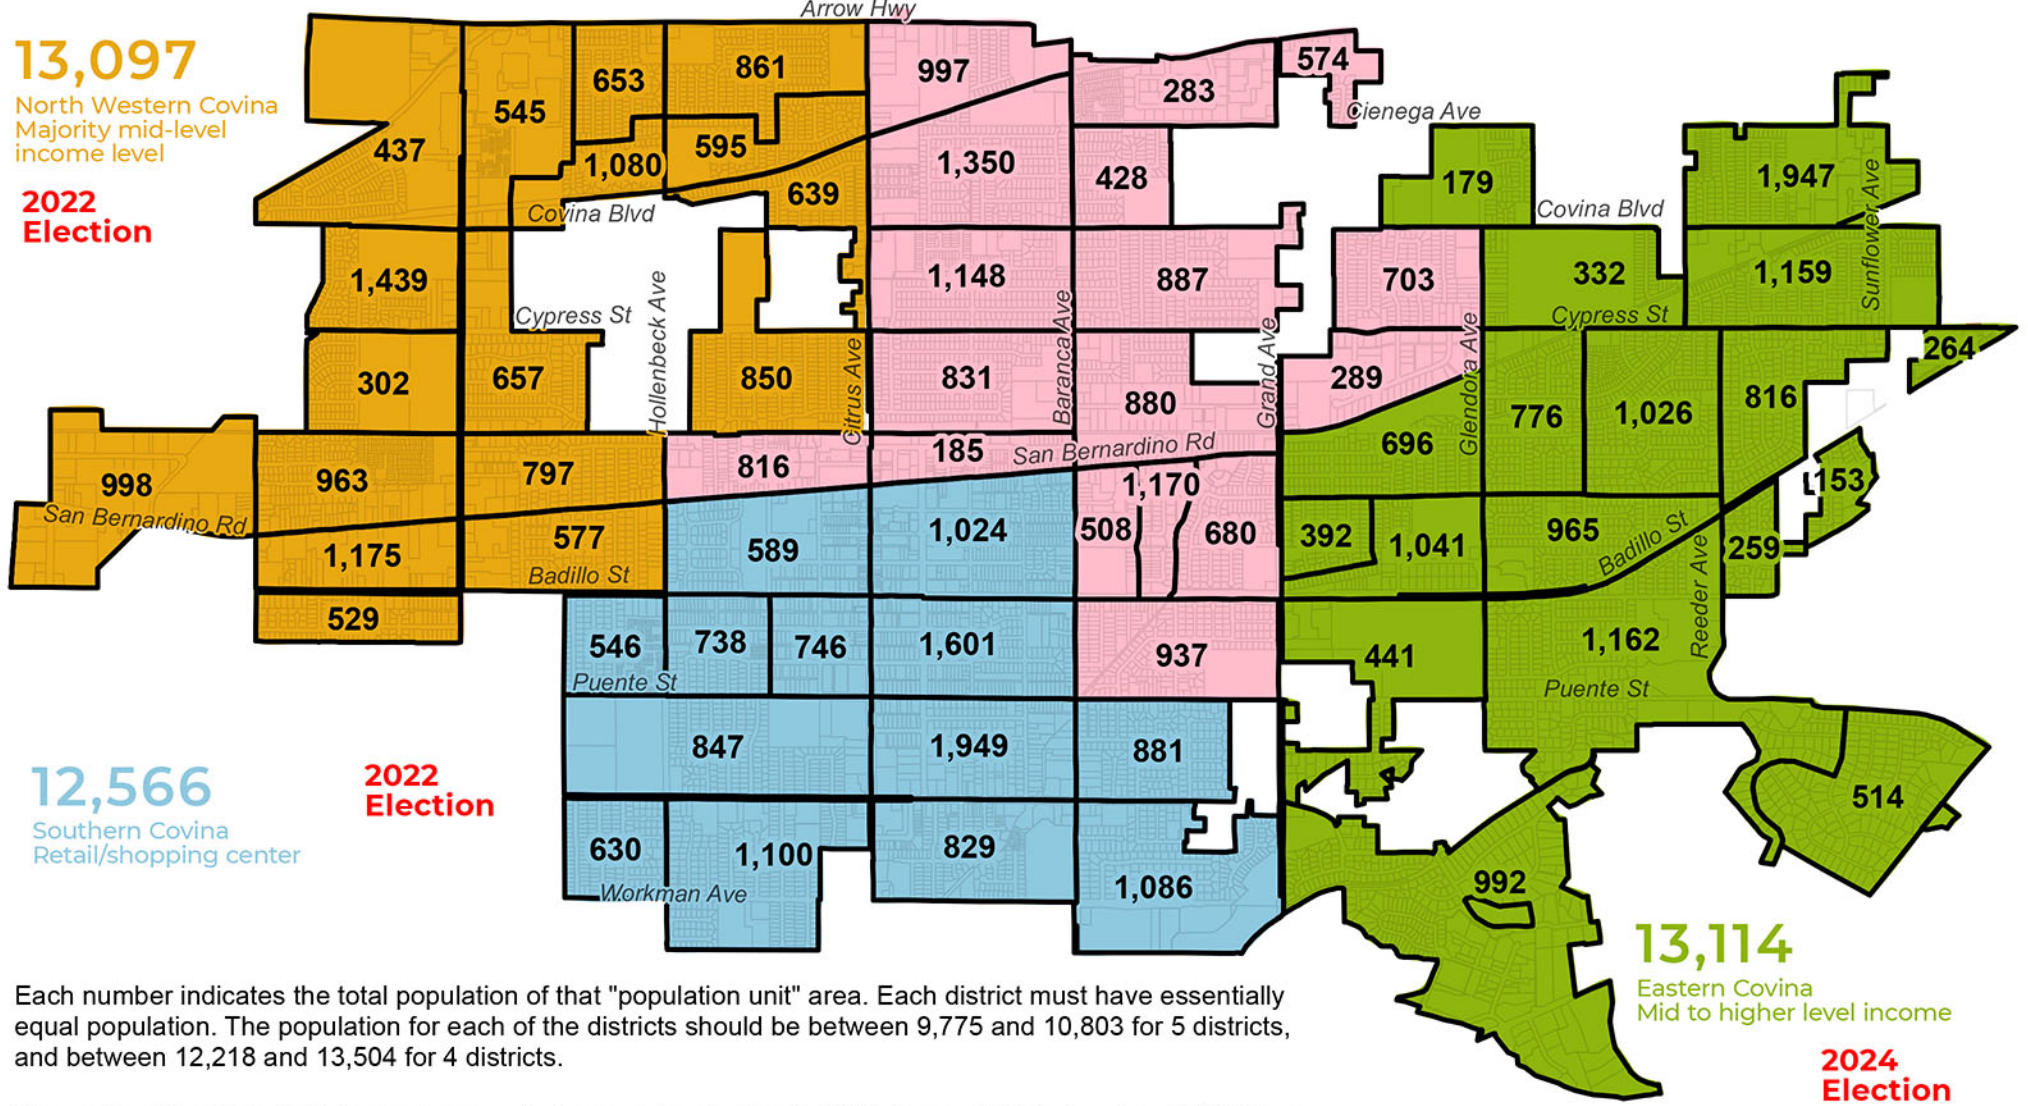 Arrow Hwy
13,097
North Western Covina
Majority mid-level
income level
2022
Election
437
545
653
861
1,080
595
639
Covina Blvd
997
1,350
283
428
574
Cienega Ave
179
Covina Blvd
1,947
Sunflower Ave
1,439
Cypress St
Hollenbeck Ave
1,148
887
Baranca Ave
703
332
1,159
Cypress St
302
657
850
Citrus Ave
831
880
Grand Ave
289
Glendora Ave
776
1,026
816
264
998
963
797
816
185
San Bernardino Rd
696
153
San Bernardino Rd
1,175
577
Badillo St
589
1,024
508
1,170
680
392
1,041
965
Badillo St
259
Reeder Ave
529
546
738
746
1,601
937
441
1,162
Puente St
Puente St
847
1,949
881
514
12,566
Southern Covina
Retail/shopping center
2022
Election
630
1,100
829
1,086
992
Workman Ave
13,114
Eastern Covina
Mid to higher level income
2024
Election
Each number indicates the total population of that "population unit" area. Each district must have essentially
equal population. The population for each of the districts should be between 9,775 and 10,803 for 5 districts,
and between 12,218 and 13,504 for 4 districts.